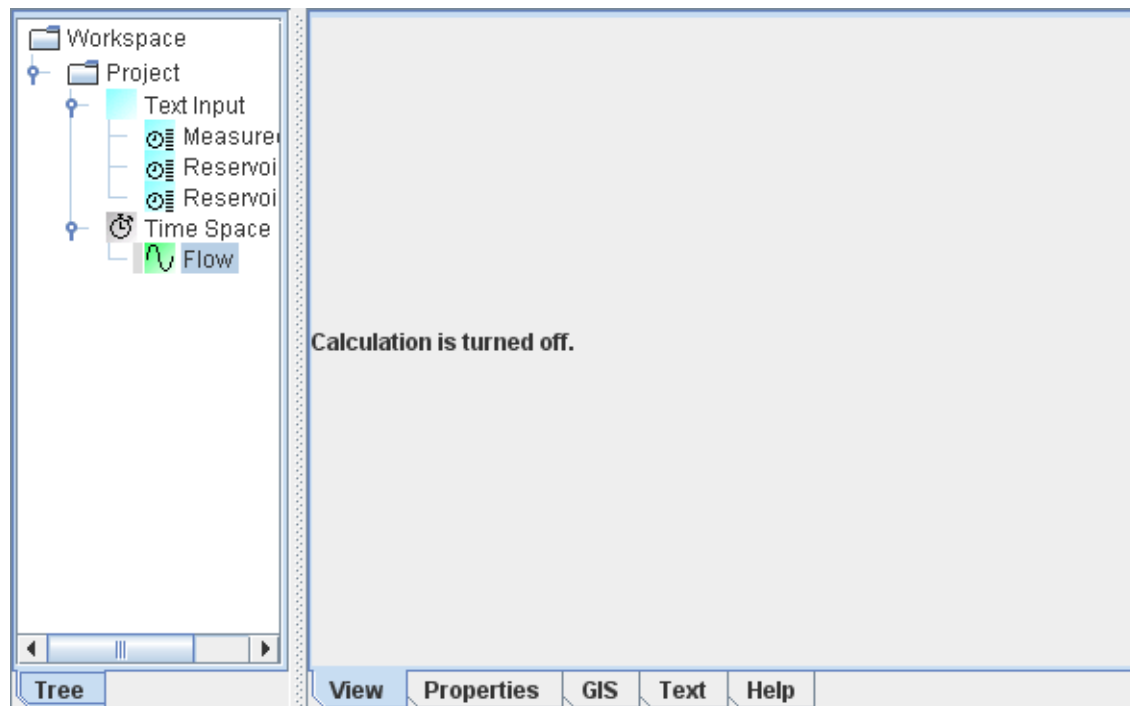 Workspace
Project
Text Input
Measure
Reservoi
Reservoi
Time Space
Flow
Calculation is turned off.
Tree
View Properties GIS Text Help